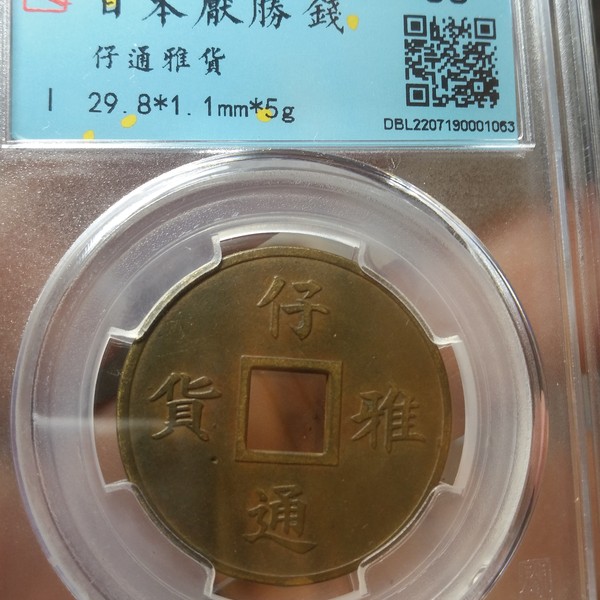 日本厭勝錢
仔通雅貨
29.8*1.1mm*5g
DBL2207190001063
仔
貨 雅
通